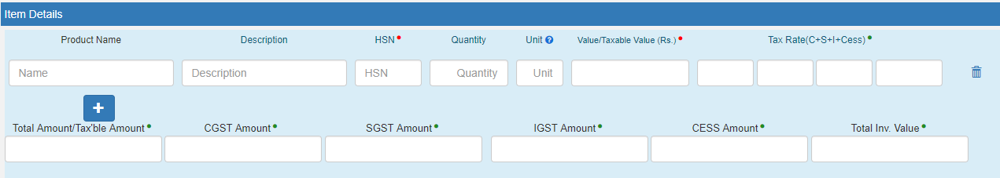 Item Details
Product Name Description HSN Quantity Unit Value/Taxable Value (Rs.) Tax Rate(C+S+I+Cess)
Name Description HSN Quantity Unit
Total Amount/Tax'ble Amount CGST Amount SGST Amount IGST Amount CESS Amount Total Inv. Value